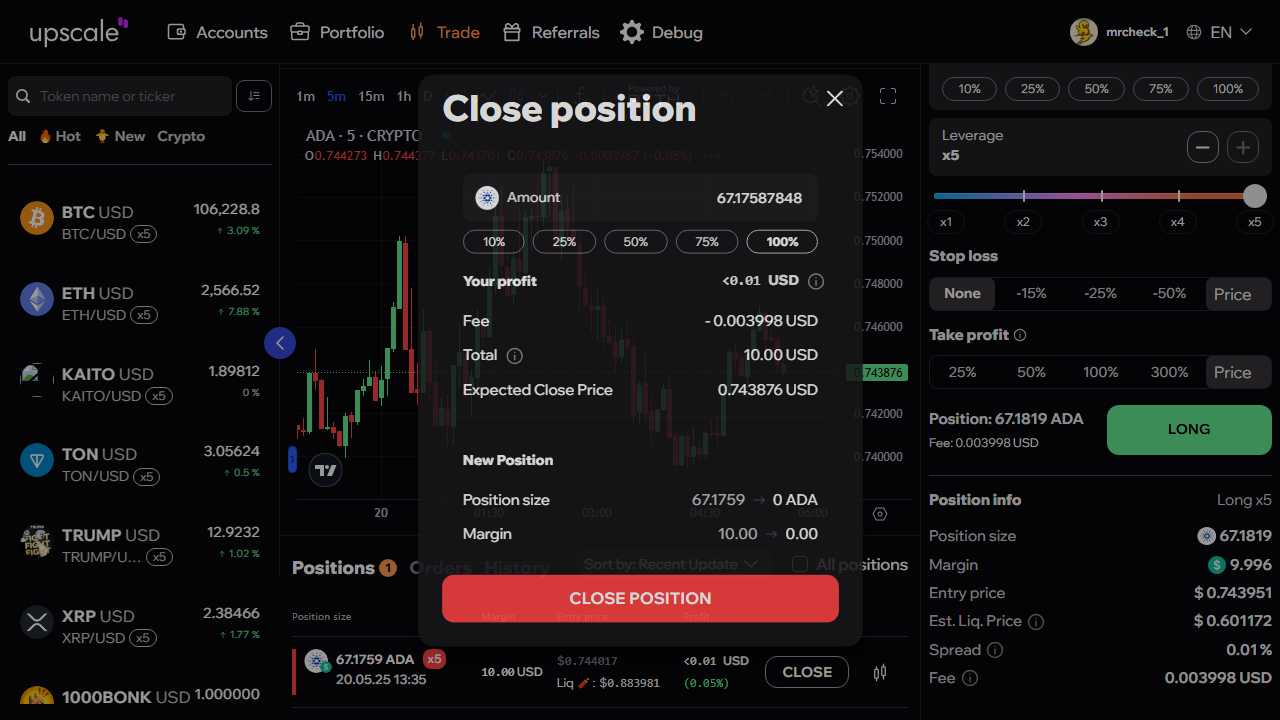 upscale
Accounts
Portfolio
Trade
Referrals
Debug
mrcheck_1
EN
Token name or ticker
All
Hot
New
Crypto
BTC USD
106,228.8
BTC/USD x5
↑ 3.09 %
ETH USD
2,566.52
ETH/USD x5
↑ 7.88 %
KAITO USD
1.89812
KAITO/USD x5
0 %
TON USD
3.05624
TON/USD x5
↑ 0.5 %
TRUMP USD
12.9232
TRUMP/U... x5
↑ 1.02 %
XRP USD
2.38466
XRP/USD x5
↑ 1.77 %
1000BONK USD
1.000000
1m 5m 15m 1h D
Powered by
ADA · 5 · CRYPTO
O0.744273 H0.744377 L0.743701 C0.743876 -0.0003987 (-0.05%)
0.754000
0.752000
0.750000
0.748000
0.746000
0.743876
0.742000
0.740000
20 01:30 03:00 04:30 06:00
Close position
Amount 67.17587848
10% 25% 50% 75% 100%
Your profit <0.01 USD
Fee - 0.003998 USD
Total 10.00 USD
Expected Close Price 0.743876 USD
New Position
Position size 67.1759 → 0 ADA
Margin 10.00 → 0.00
CLOSE POSITION
Positions 1 Orders History
Sort by: Recent Update
All positions
Position size Margin Entry price Profit
67.1759 ADA x5
20.05.25 13:35
10.00 USD
$0.744017
Liq : $0.883981
<0.01 USD
(0.05%)
CLOSE
10% 25% 50% 75% 100%
Leverage
x5
x1 x2 x3 x4 x5
Stop loss
None -15% -25% -50% Price
Take profit
25% 50% 100% 300% Price
Position: 67.1819 ADA
Fee: 0.003998 USD
LONG
Position info Long x5
Position size 67.1819
Margin 9.996
Entry price $ 0.743951
Est. Liq. Price $ 0.601172
Spread 0.01 %
Fee 0.003998 USD